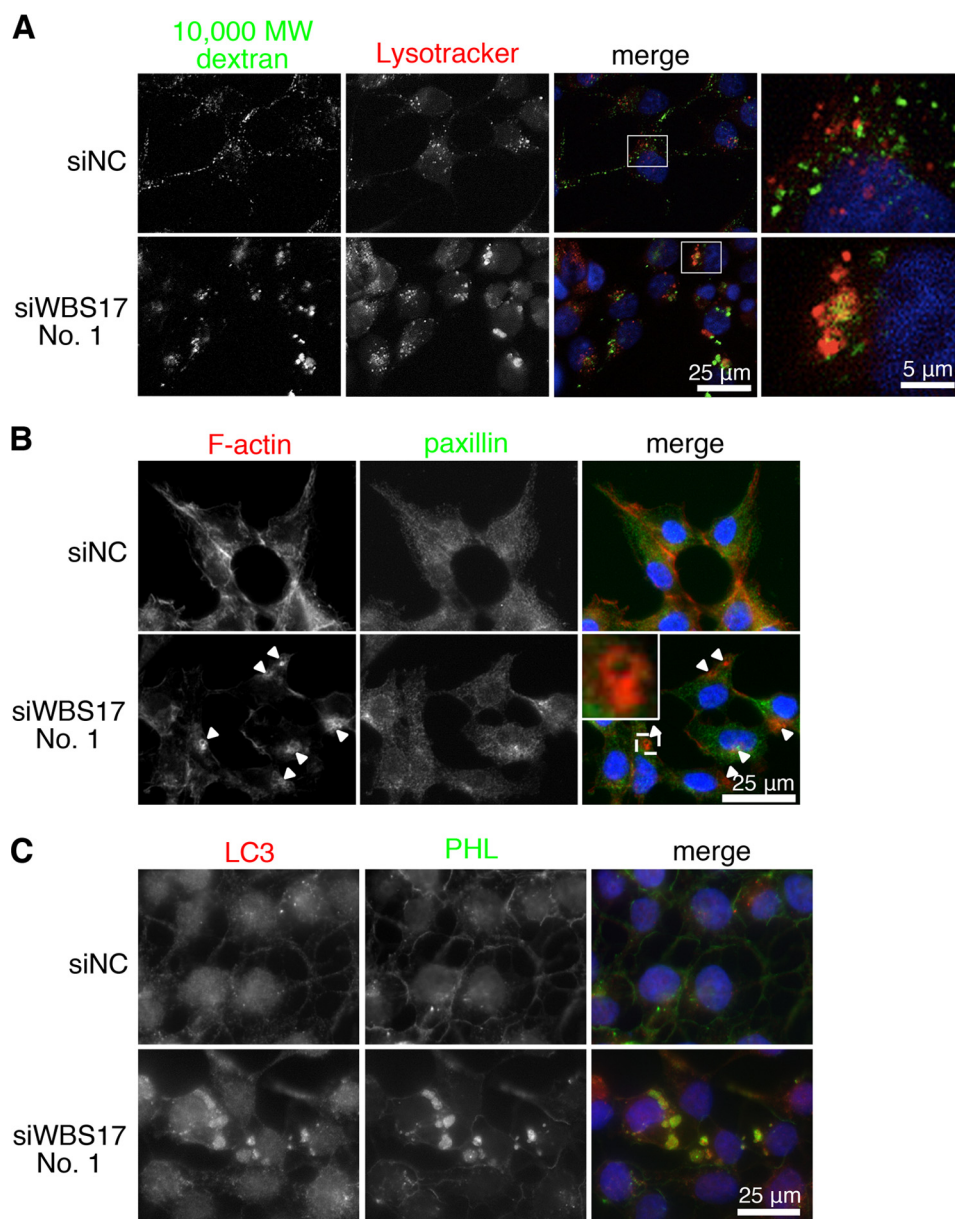 A
10,000 MW
dextran
Lysotracker
merge
siNC
siWBS17
No. 1
25 µm
5 µm
B
F-actin
paxillin
merge
siNC
siWBS17
No. 1
25 µm
C
LC3
PHL
merge
siNC
siWBS17
No. 1
25 µm